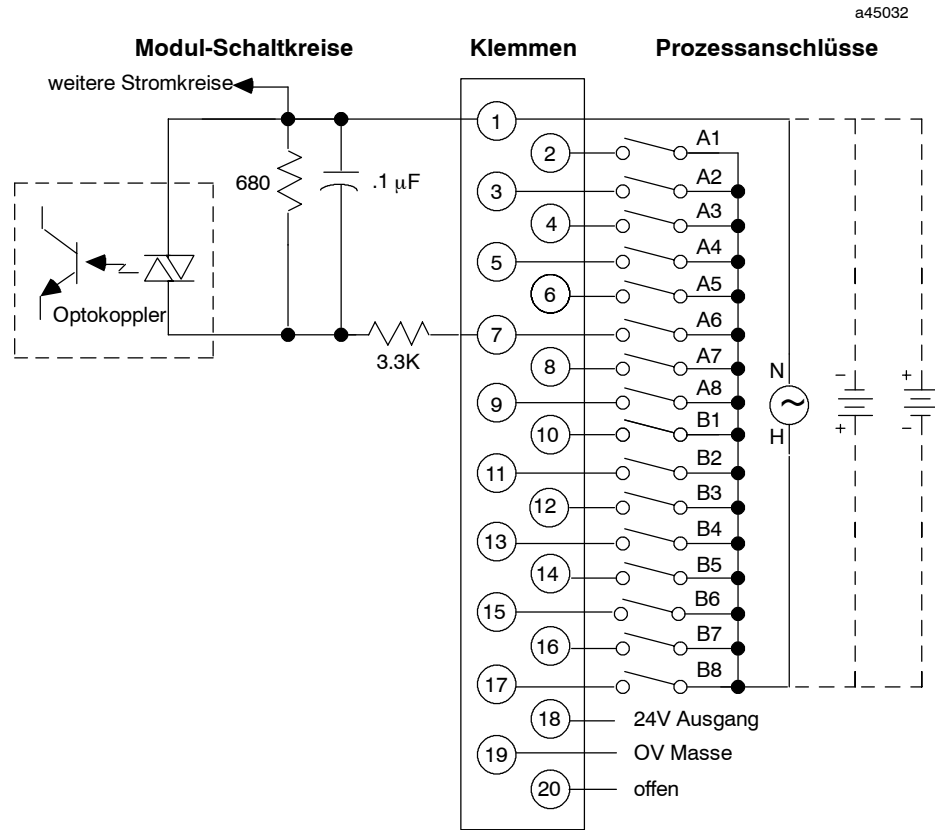 a45032
Modul-Schaltkreise Klemmen Prozessanschlüsse
weitere Stromkreise
1
2 A1
3 A2
680 .1 µF
4 A3
5 A4
6 A5
Optokoppler
7 A6
3.3K
8 A7
N
9 A8
- +
+ -
10 B1
H
11 B2
12 B3
13 B4
14 B5
15 B6
16 B7
17 B8
18 24V Ausgang
19 OV Masse
20 offen